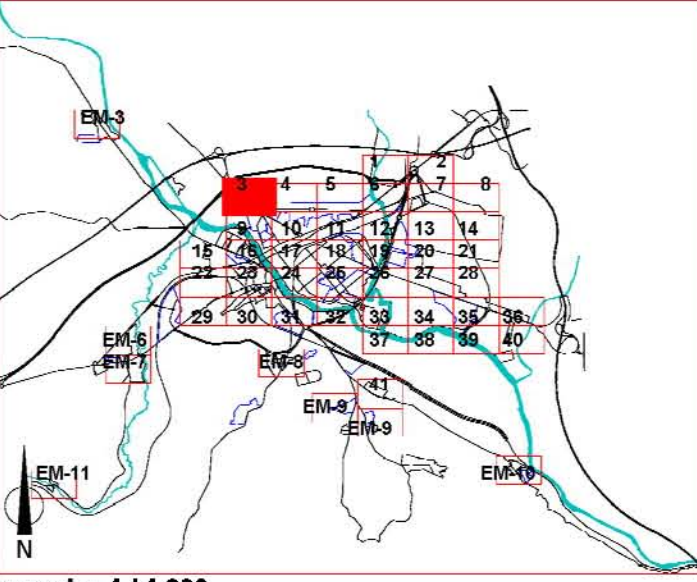 EM-3
1 2
3 4 5 6 7 8
9 10 11 12 13 14
15 16 17 18 19 20 21
22 23 24 25 26 27 28
29 30 31 32 33 34 35 36
EM-6 37 38 39 40
EM-7 EM-8
41
EM-9
EM-9
EM-11 EM-10
N